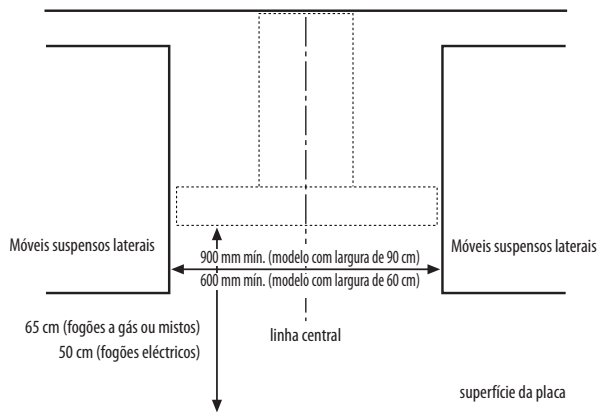 Móveis suspensos laterais
900 mm mín. (modelo com largura de 90 cm)
600 mm mín. (modelo com largura de 60 cm)
Móveis suspensos laterais
65 cm (fogões a gás ou mistos)
50 cm (fogões eléctricos)
linha central
superfície da placa